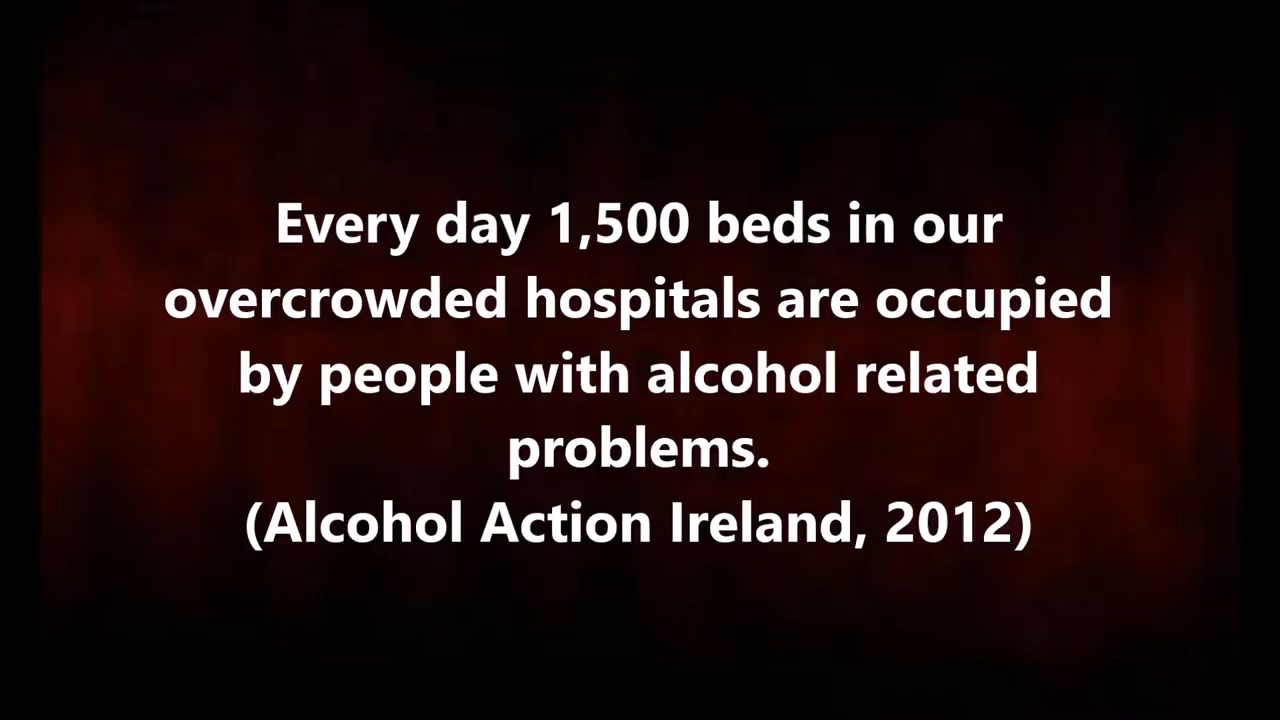 Every day 1,500 beds in our
overcrowded hospitals are occupied
by people with alcohol related
problems.
(Alcohol Action Ireland, 2012)